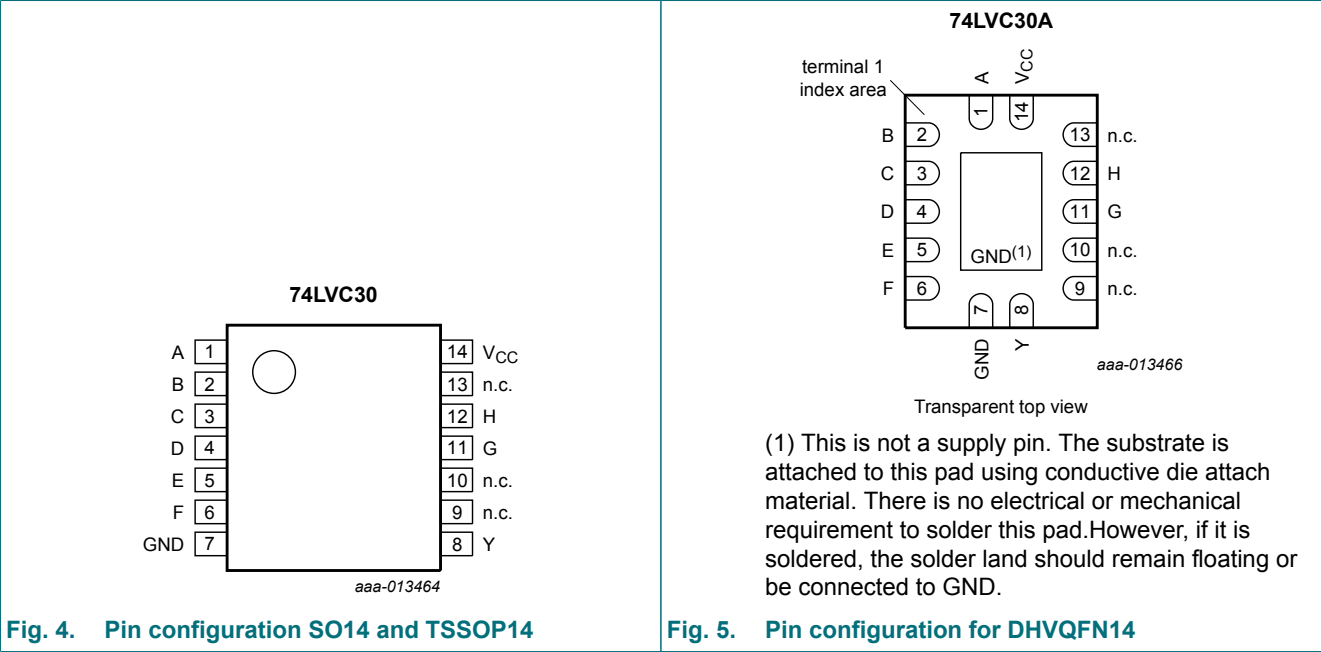 74LVC30
A 1
B 2
C 3
D 4
E 5
F 6
GND 7
14 VCC
13 n.c.
12 H
11 G
10 n.c.
9 n.c.
8 Y
aaa-013464
Fig. 4. Pin configuration SO14 and TSSOP14
74LVC30A
terminal 1
index area
A
VCC
1
14
B 2
C 3
D 4
E 5
F 6
13 n.c.
12 H
11 G
10 n.c.
9 n.c.
GND(1)
7
8
GND
Y
aaa-013466
Transparent top view
(1) This is not a supply pin. The substrate is
attached to this pad using conductive die attach
material. There is no electrical or mechanical
requirement to solder this pad.However, if it is
soldered, the solder land should remain floating or
be connected to GND.
Fig. 5. Pin configuration for DHVQFN14